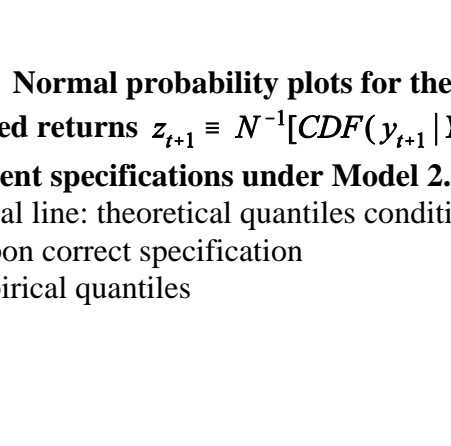 Normal probability plots for the
ed returns z_{t+1} ≡ N^{-1}[CDF(y_{t+1}|Y
ent specifications under Model 2.
al line: theoretical quantiles conditi
on correct specification
irical quantiles